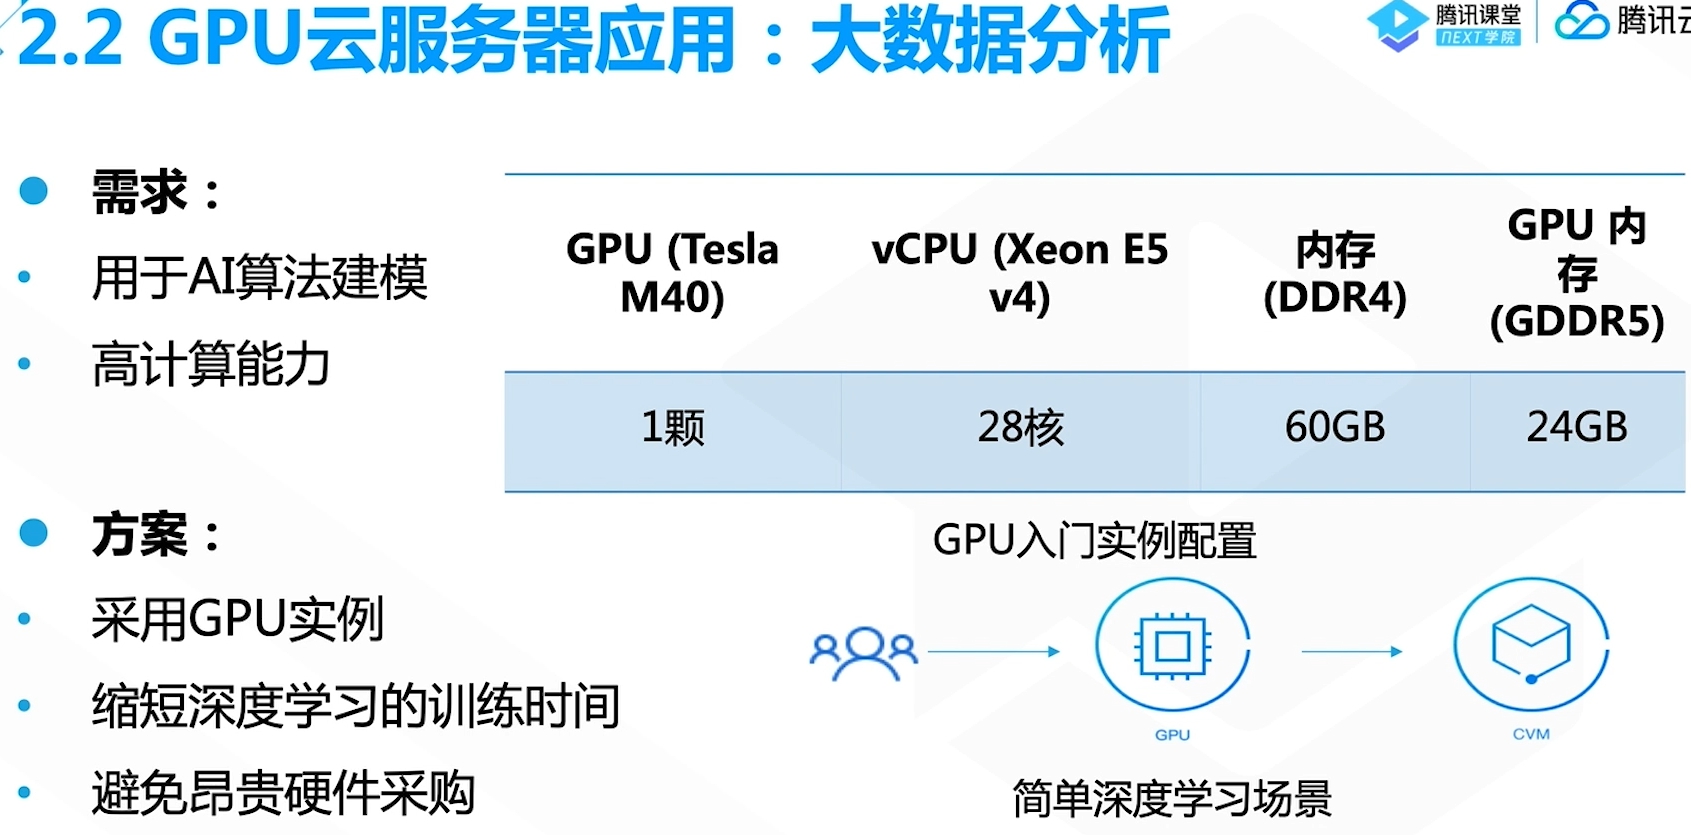 2.2 GPU云服务器应用：大数据分析
腾讯课堂
NEXT学院
腾讯云
需求：
用于AI算法建模
高计算能力
GPU (Tesla
M40)
vCPU (Xeon E5
v4)
内存
(DDR4)
GPU 内
存
(GDDR5)
1颗
28核
60GB
24GB
方案：
采用GPU实例
缩短深度学习的训练时间
避免昂贵硬件采购
GPU入门实例配置
GPU
CVM
简单深度学习场景